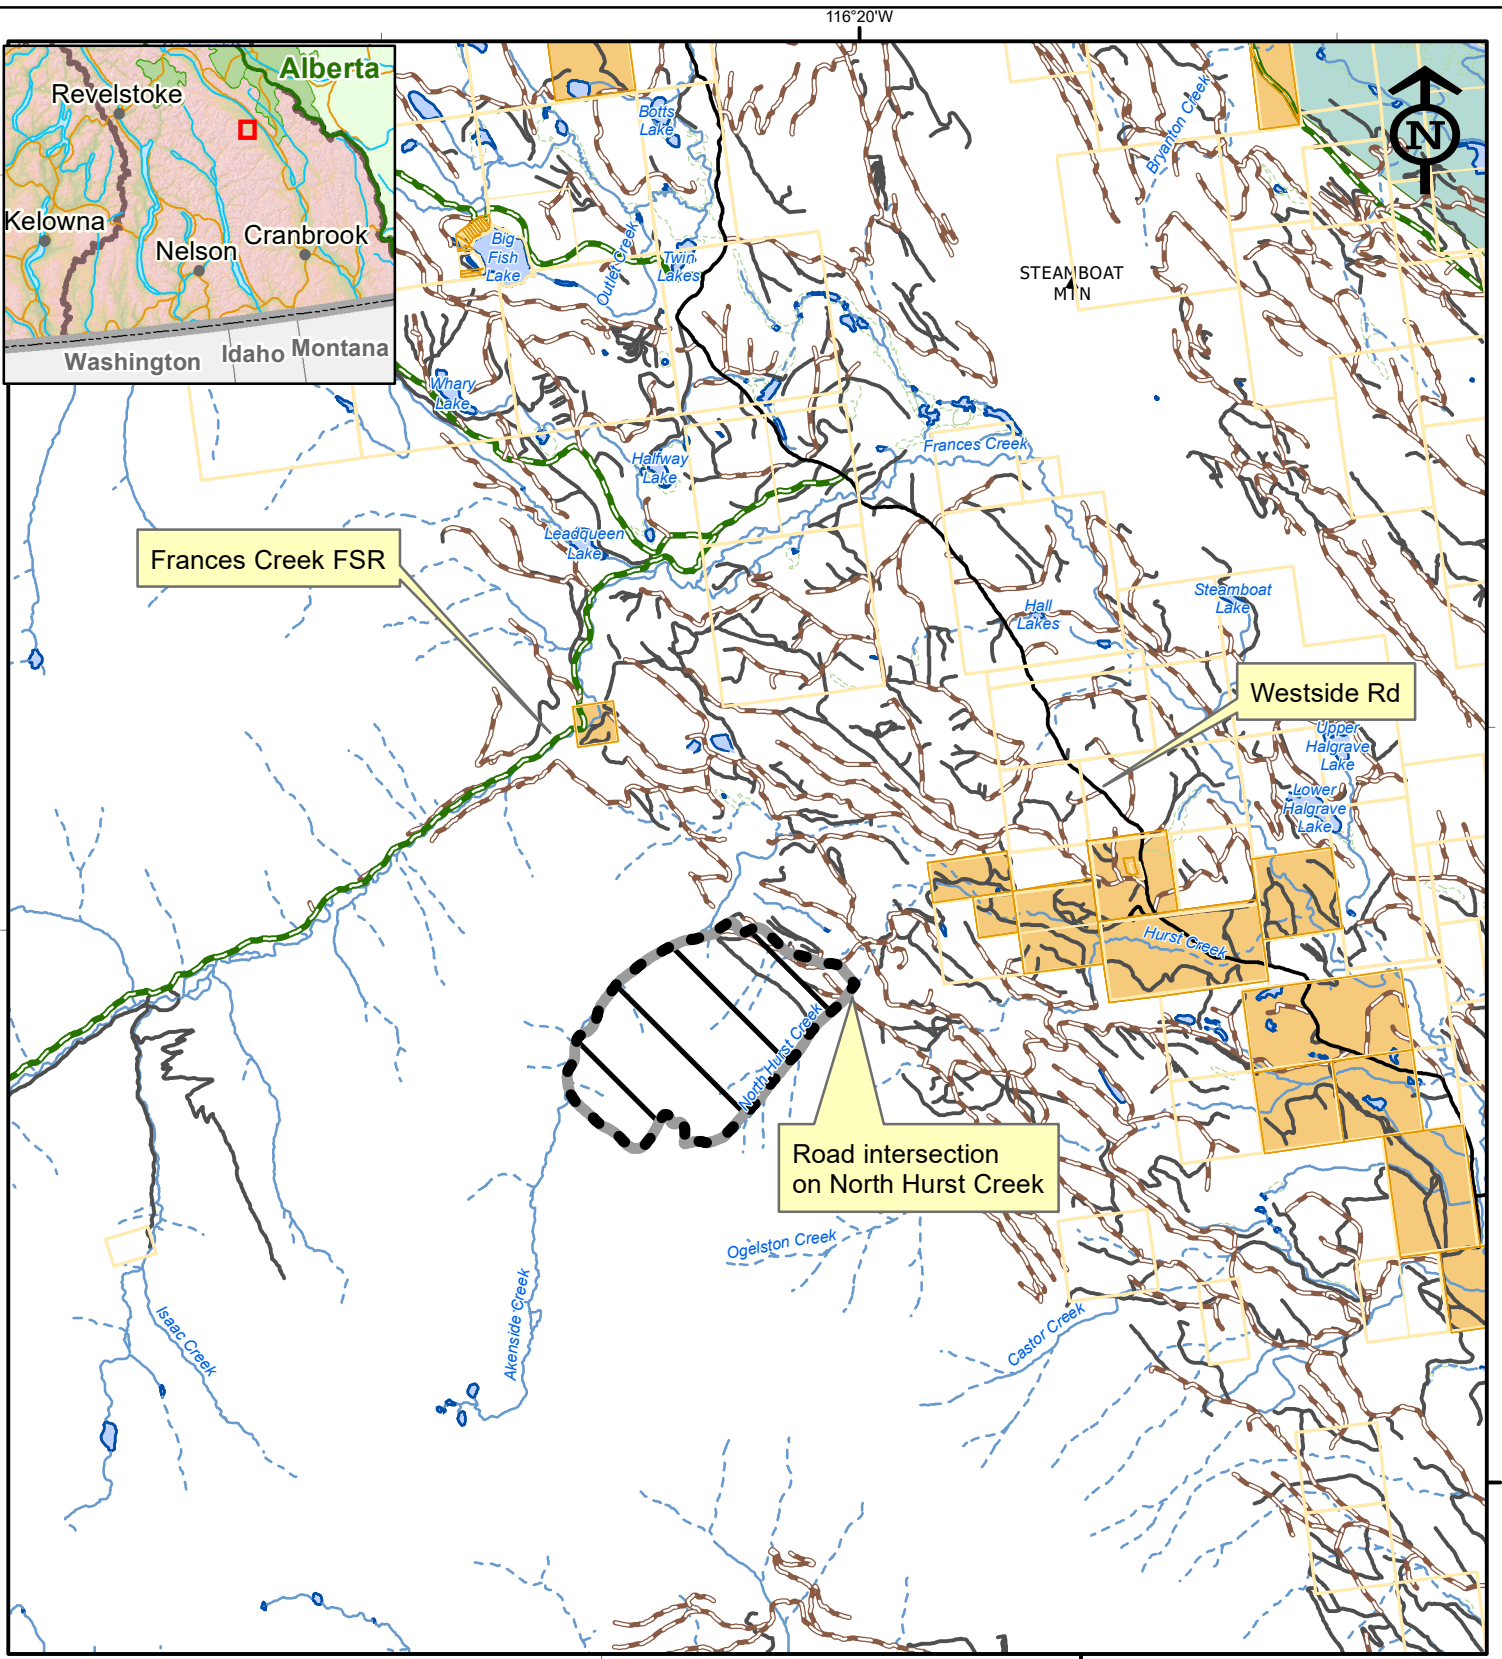 116°20'W
Alberta
Revelstoke
Kelowna
Nelson
Cranbrook
Washington
Idaho
Montana
Botts
Lake
Bryanton Creek
N
Big
Fish
Lake
Outlet Creek
Twin
Lakes
STEAMBOAT
MTN
Whary
Lake
Frances Creek
Halfway
Lake
Leadqueen
Lake
Frances Creek FSR
Hall
Lakes
Steamboat
Lake
Westside Rd
Upper
Halgrave
Lake
Lower
Halgrave
Lake
Hurst Creek
North Hurst Creek
Road intersection
on North Hurst Creek
Ogelston Creek
Akenside Creek
Isaac Creek
Castor Creek